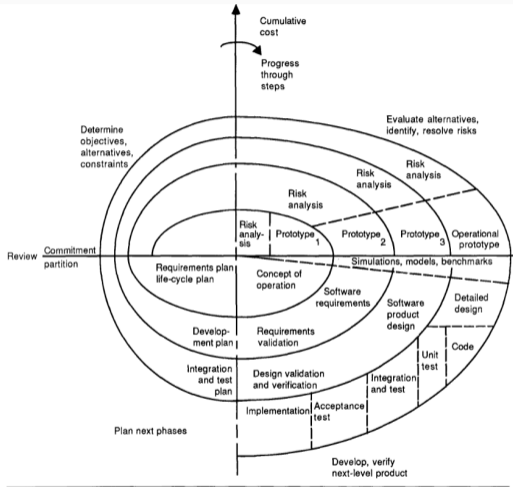 Cumulative
cost
Progress
through
steps
Evaluate alternatives,
identify, resolve risks
Determine
objectives,
alternatives,
constraints
Risk
analysis
Risk
analysis
Risk
analysis
Risk
analy-
sis
Prototype 1
Prototype 2
Prototype 3
Operational
prototype
Review
Commitment
partition
Simulations, models, benchmarks
Requirements plan
life-cycle plan
Concept of
operation
Software
requirements
Software
product
design
Detailed
design
Develop-
ment plan
Requirements
validation
Unit
test
Code
Integration
and test
plan
Design validation
and verification
Integration
and test
Implementation
Acceptance
test
Plan next phases
Develop, verify
next-level product